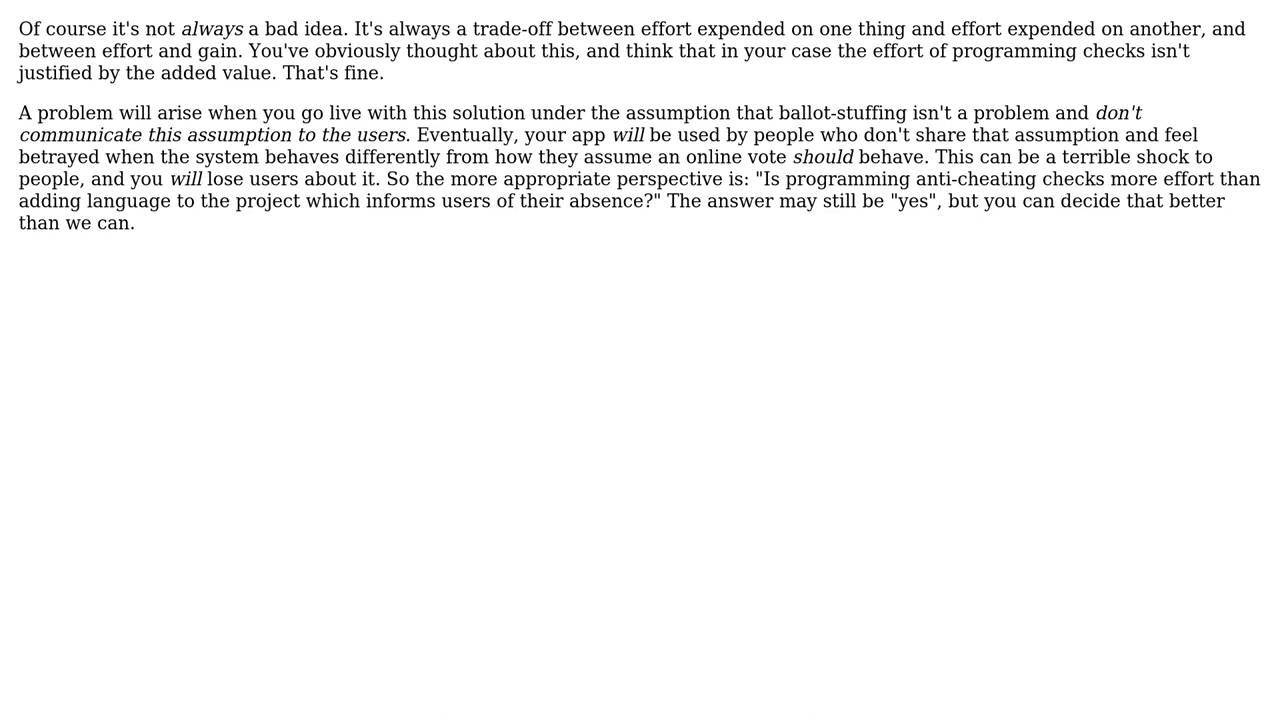 Of course it's not always a bad idea. It's always a trade-off between effort expended on one thing and effort expended on another, and
between effort and gain. You've obviously thought about this, and think that in your case the effort of programming checks isn't
justified by the added value. That's fine.
A problem will arise when you go live with this solution under the assumption that ballot-stuffing isn't a problem and don't
communicate this assumption to the users. Eventually, your app will be used by people who don't share that assumption and feel
betrayed when the system behaves differently from how they assume an online vote should behave. This can be a terrible shock to
people, and you will lose users about it. So the more appropriate perspective is: "Is programming anti-cheating checks more effort than
adding language to the project which informs users of their absence?" The answer may still be "yes", but you can decide that better
than we can.